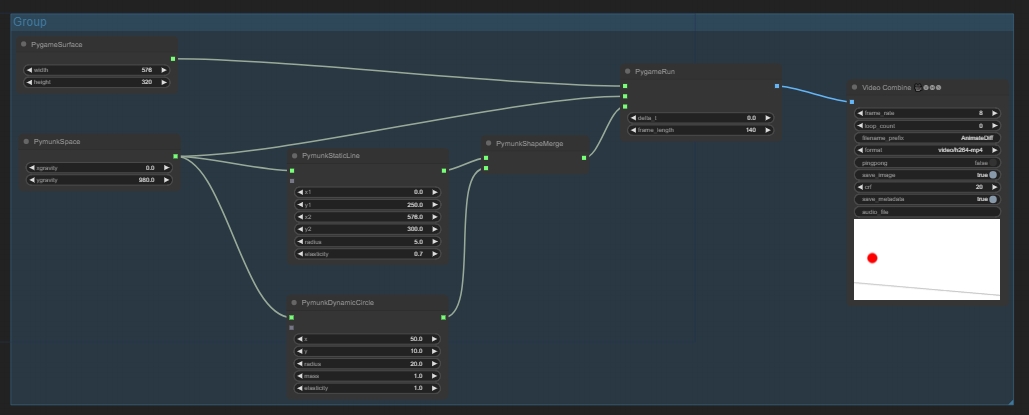 Group
PygameSurface
width 576
height 320
PymunkSpace
xgravity 0.0
ygravity 980.0
PymunkStaticLine
x1 0.0
y1 250.0
x2 576.0
y2 300.0
radius 5.0
elasticity 0.7
PymunkDynamicCircle
x 50.0
y 10.0
radius 20.0
mass 1.0
elasticity 1.0
PymunkShapeMerge
PygameRun
delta_t 0.0
frame_length 140
Video Combine
frame_rate 8
loop_count 0
filename_prefix AnimateDiff
format video/h264-mp4
pingpong false
save_image true
crf 20
save_metadata true
audio_file